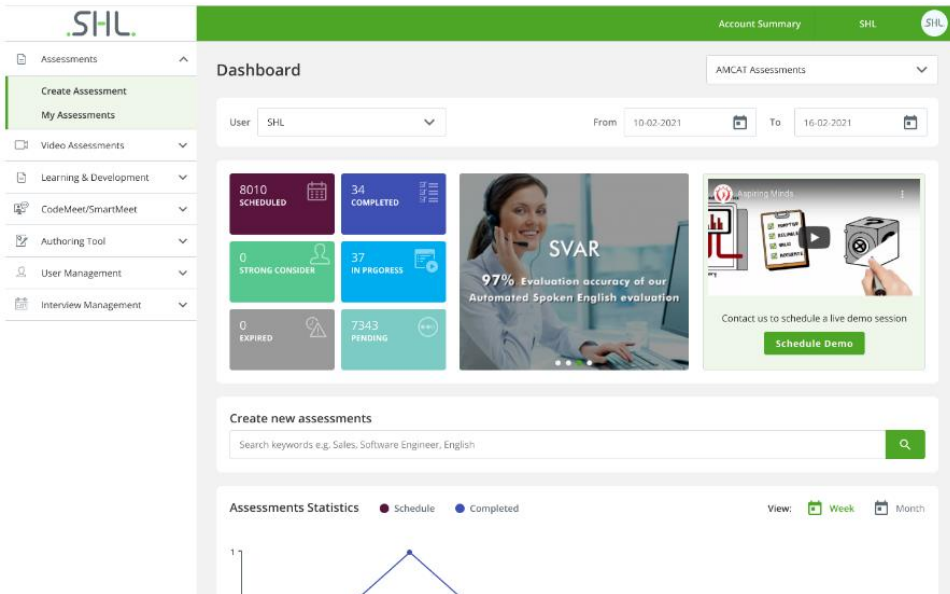 .SHL.
Account Summary
SHL
SHL
Assessments
Create Assessment
My Assessments
Video Assessments
Learning & Development
CodeMeet/SmartMeet
Authoring Tool
User Management
Interview Management
Dashboard
AMCAT Assessments
User
SHL
From
10-02-2021
To
16-02-2021
8010
SCHEDULED
34
COMPLETED
0
STRONG CONSIDER
37
IN PRGORESS
0
EXPIRED
7343
PENDING
SVAR
97% Evaluation accuracy of our
Automated Spoken English evaluation
Aspiring Minds
Contact us to schedule a live demo session
Schedule Demo
Create new assessments
Search keywords e.g. Sales, Software Engineer, English
Assessments Statistics
Schedule
Completed
View:
Week
Month
1